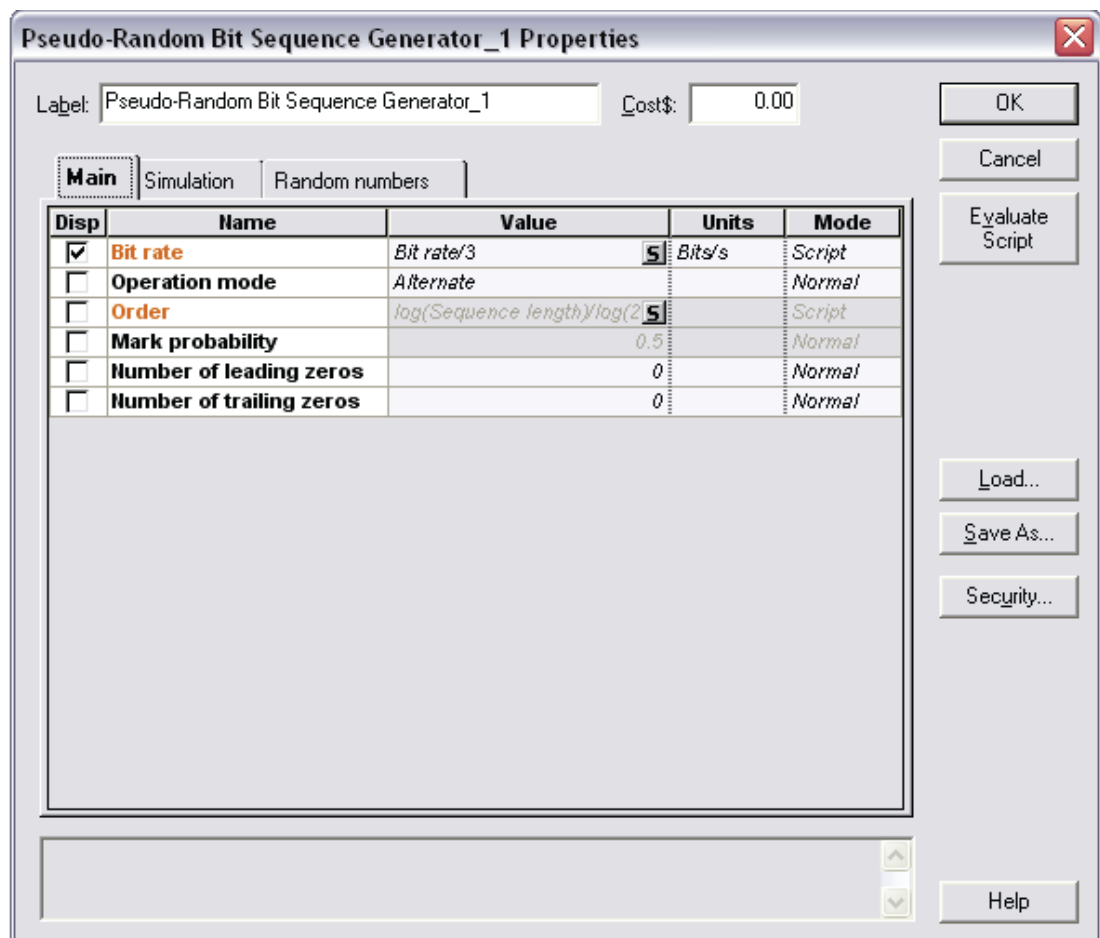 Pseudo-Random Bit Sequence Generator_1 Properties
Label: Pseudo-Random Bit Sequence Generator_1 Cost$: 0.00 OK
Cancel
Main Simulation Random numbers
Evaluate Script
Disp Name Value Units Mode
Bit rate Bit rate/3 S Bits/s Script
Operation mode Alternate Normal
Order log(Sequence length)/log(2 S Script
Mark probability 0.5 Normal
Number of leading zeros 0 Normal
Number of trailing zeros 0 Normal
Load...
Save As...
Security...
Help